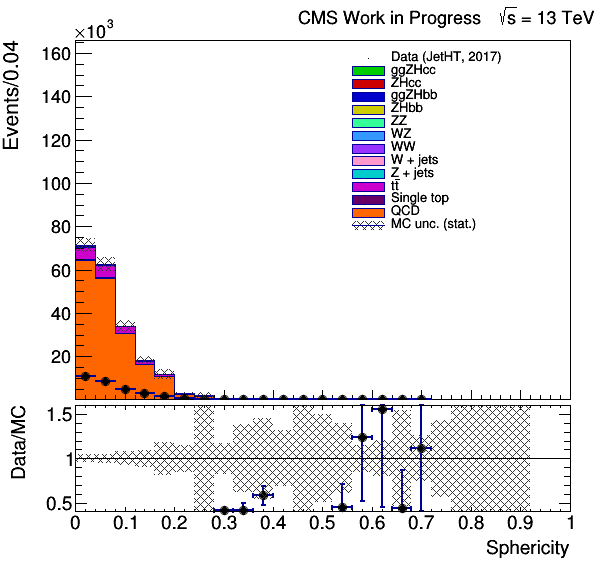 CMS Work in Progress √s = 13 TeV
×10³
Events/0.04
160
140
120
100
80
60
40
20
Data (JetHT, 2017)
ggZHcc
ZHcc
ggZHbb
ZHbb
ZZ
WZ
WW
W + jets
Z + jets
tt̄
Single top
QCD
MC unc. (stat.)
Data/MC
1.5
1
0.5
0 0.1 0.2 0.3 0.4 0.5 0.6 0.7 0.8 0.9 1
Sphericity